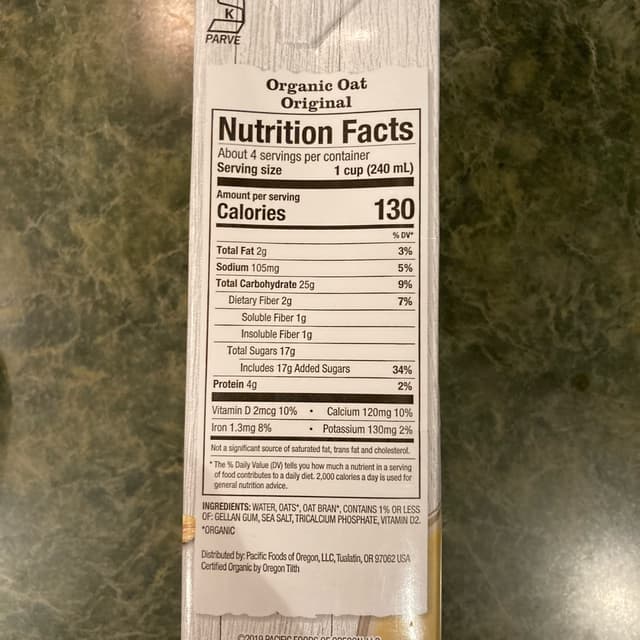 K
PARVE
Organic Oat
Original
Nutrition Facts
About 4 servings per container
Serving size 1 cup (240 mL)
Amount per serving
Calories 130
% DV*
Total Fat 2g 3%
Sodium 105mg 5%
Total Carbohydrate 25g 9%
Dietary Fiber 2g 7%
Soluble Fiber 1g
Insoluble Fiber 1g
Total Sugars 17g
Includes 17g Added Sugars 34%
Protein 4g 2%
Vitamin D 2mcg 10% • Calcium 120mg 10%
Iron 1.3mg 8% • Potassium 130mg 2%
Not a significant source of saturated fat, trans fat and cholesterol.
* The % Daily Value (DV) tells you how much a nutrient in a serving
of food contributes to a daily diet. 2,000 calories a day is used for
general nutrition advice.
INGREDIENTS: WATER, OATS*, OAT BRAN*, CONTAINS 1% OR LESS
OF: GELLAN GUM, SEA SALT, TRICALCIUM PHOSPHATE, VITAMIN D2.
*ORGANIC
Distributed by: Pacific Foods of Oregon, LLC, Tualatin, OR 97062 USA
Certified Organic by Oregon Tilth
©2019 PACIFIC FOODS OF OREGON, LLC